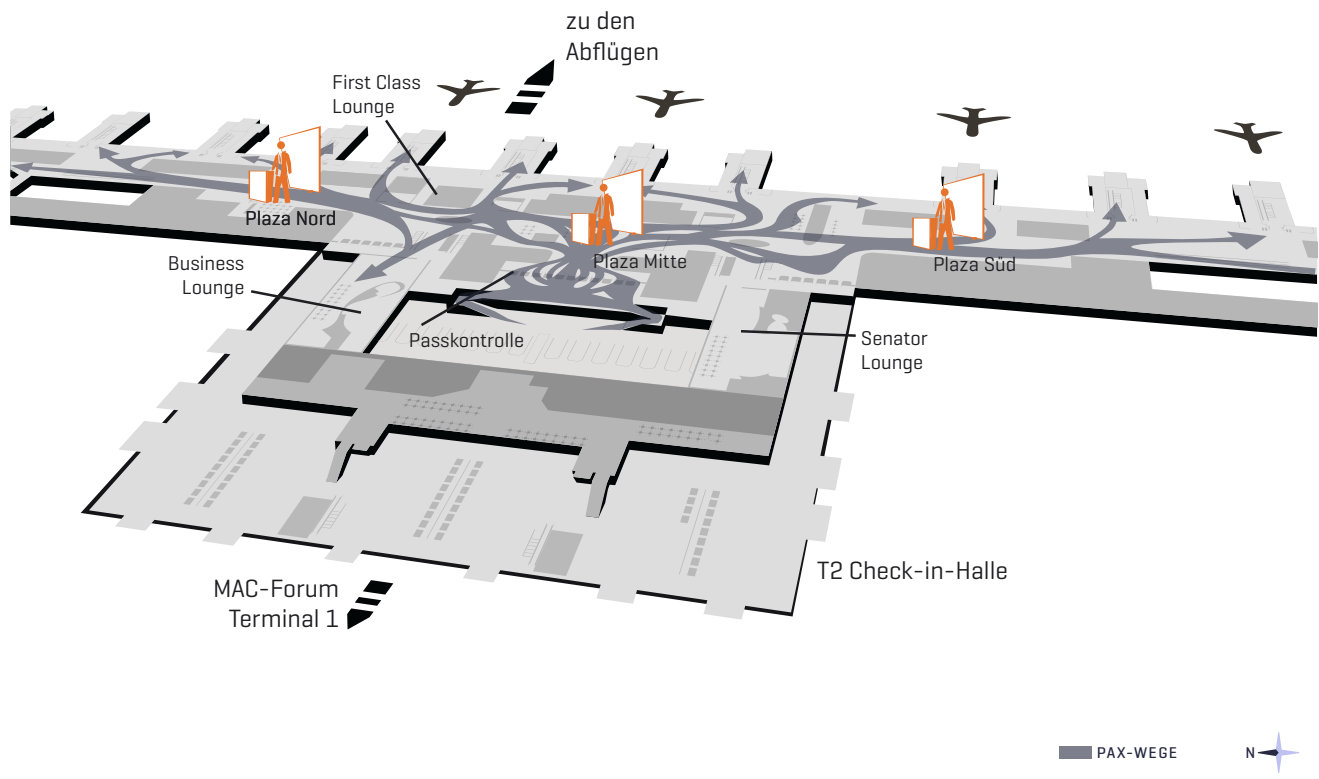 zu den
Abflügen
First Class
Lounge
Plaza Nord
Business
Lounge
Plaza Mitte
Plaza Süd
Passkontrolle
Senator
Lounge
T2 Check-in-Halle
MAC-Forum
Terminal 1
PAX-WEGE
N